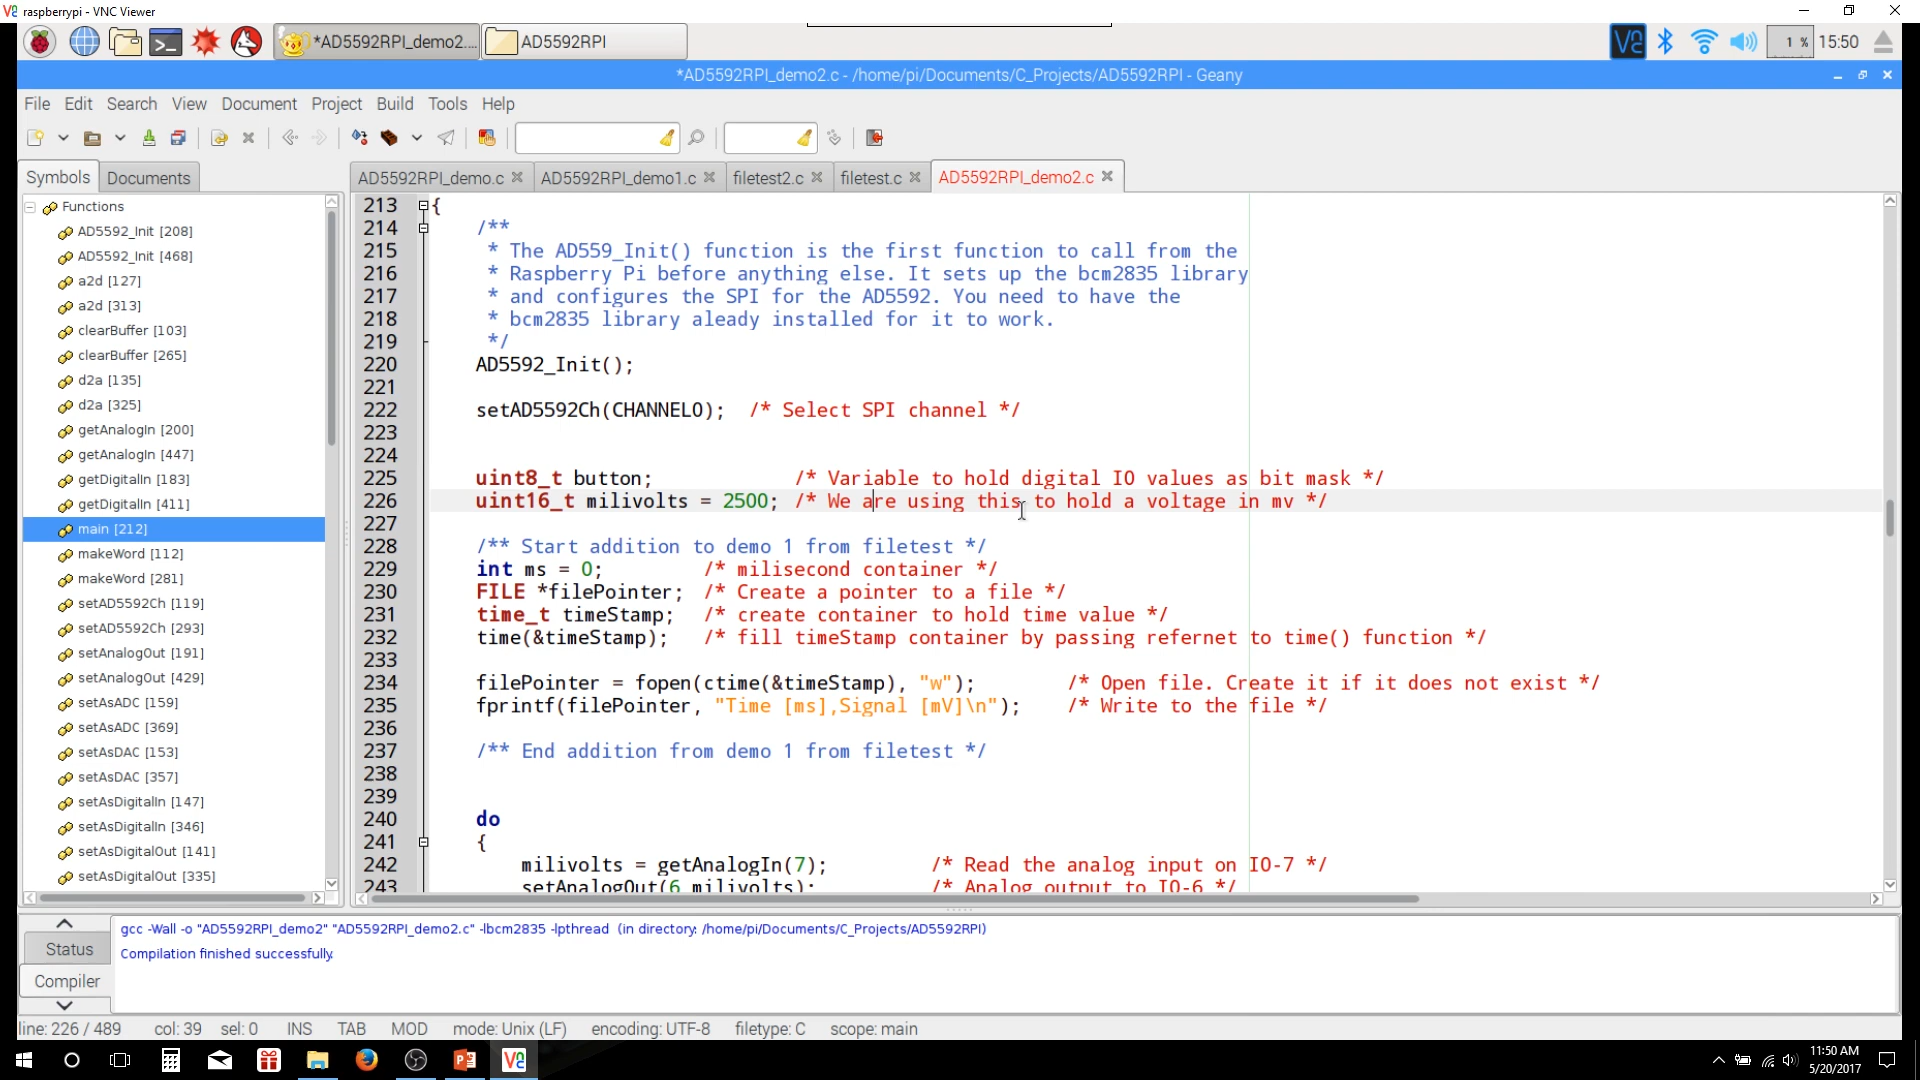 raspberrypi - VNC Viewer
*AD5592RPI_demo2....
AD5592RPI
1 %
15:50
*AD5592RPI_demo2.c - /home/pi/Documents/C_Projects/AD5592RPI - Geany
File Edit Search View Document Project Build Tools Help
Symbols
Documents
AD5592RPI_demo.c
AD5592RPI_demo1.c
filetest2.c
filetest.c
AD5592RPI_demo2.c
Functions
AD5592_Init [208]
AD5592_Init [468]
a2d [127]
a2d [313]
clearBuffer [103]
clearBuffer [265]
d2a [135]
d2a [325]
getAnalogIn [200]
getAnalogIn [447]
getDigitalIn [183]
getDigitalIn [411]
main [212]
makeWord [112]
makeWord [281]
setAD5592Ch [119]
setAD5592Ch [293]
setAnalogOut [191]
setAnalogOut [429]
setAsADC [159]
setAsADC [369]
setAsDAC [153]
setAsDAC [357]
setAsDigitalIn [147]
setAsDigitalIn [346]
setAsDigitalOut [141]
setAsDigitalOut [335]
213 {
214 /**
215 * The AD559_Init() function is the first function to call from the
216 * Raspberry Pi before anything else. It sets up the bcm2835 library
217 * and configures the SPI for the AD5592. You need to have the
218 * bcm2835 library aleady installed for it to work.
219 */
220 AD5592_Init();
221
222 setAD5592Ch(CHANNEL0); /* Select SPI channel */
223
224
225 uint8_t button; /* Variable to hold digital IO values as bit mask */
226 uint16_t milivolts = 2500; /* We are using this to hold a voltage in mv */
227
228 /** Start addition to demo 1 from filetest */
229 int ms = 0; /* milisecond container */
230 FILE *filePointer; /* Create a pointer to a file */
231 time_t timeStamp; /* create container to hold time value */
232 time(&timeStamp); /* fill timeStamp container by passing refernet to time() function */
233
234 filePointer = fopen(ctime(&timeStamp), "w"); /* Open file. Create it if it does not exist */
235 fprintf(filePointer, "Time [ms],Signal [mV]\n"); /* Write to the file */
236
237 /** End addition from demo 1 from filetest */
238
239
240 do
241 {
242 milivolts = getAnalogIn(7); /* Read the analog input on IO-7 */
243 setAnalogOut(6,milivolts); /* Analog output to IO-6 */
Status
Compiler
gcc -Wall -o "AD5592RPI_demo2" "AD5592RPI_demo2.c" -lbcm2835 -lpthread (in directory: /home/pi/Documents/C_Projects/AD5592RPI)
Compilation finished successfully.
line: 226 / 489 col: 39 sel: 0 INS TAB MOD mode: Unix (LF) encoding: UTF-8 filetype: C scope: main
11:50 AM
5/20/2017